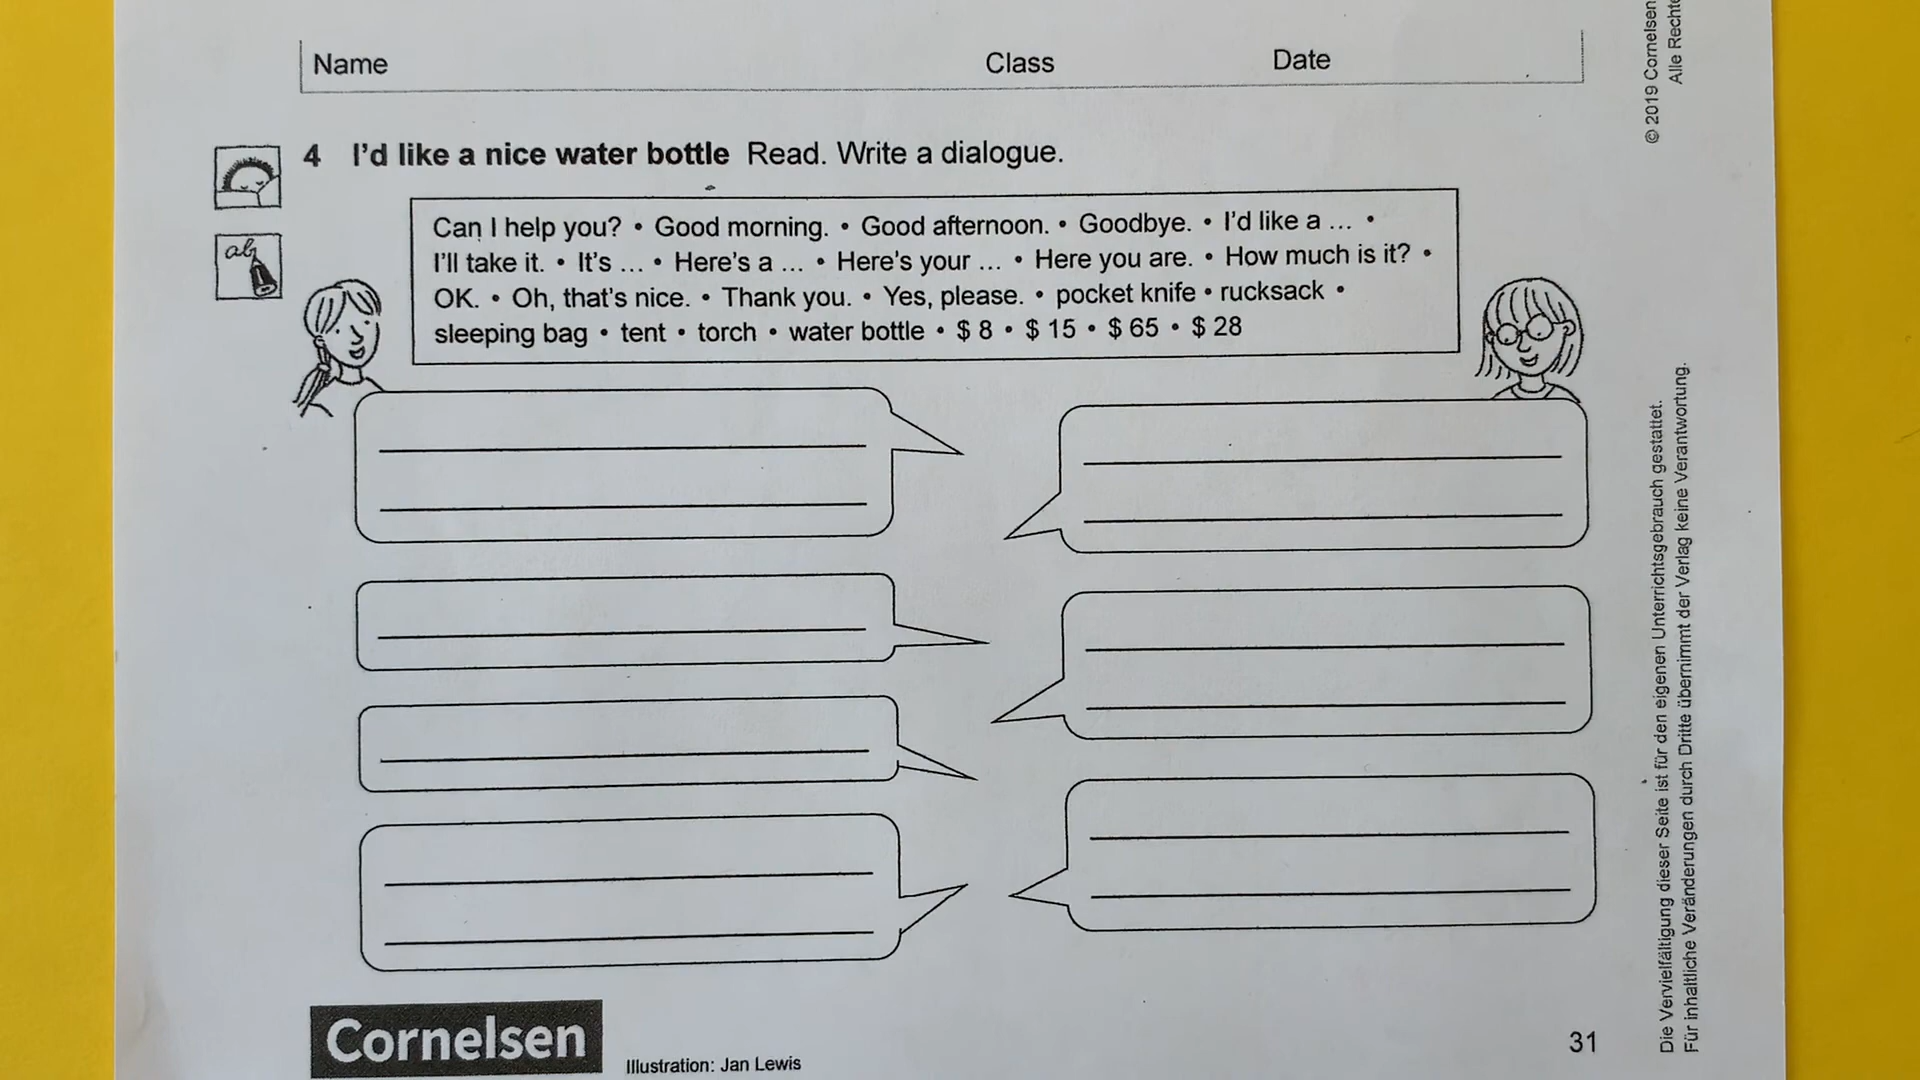 Name Class Date
4 I'd like a nice water bottle Read. Write a dialogue.
ab
Can I help you? • Good morning. • Good afternoon. • Goodbye. • I'd like a ... •
I'll take it. • It's ... • Here's a ... • Here's your ... • Here you are. • How much is it? •
OK. • Oh, that's nice. • Thank you. • Yes, please. • pocket knife • rucksack •
sleeping bag • tent • torch • water bottle • $ 8 • $ 15 • $ 65 • $ 28
Cornelsen
Illustration: Jan Lewis
31
© 2019 Cornelsen
Alle Rechte
Die Vervielfältigung dieser Seite ist für den eigenen Unterrichtsgebrauch gestattet.
Für inhaltliche Veränderungen durch Dritte übernimmt der Verlag keine Verantwortung.